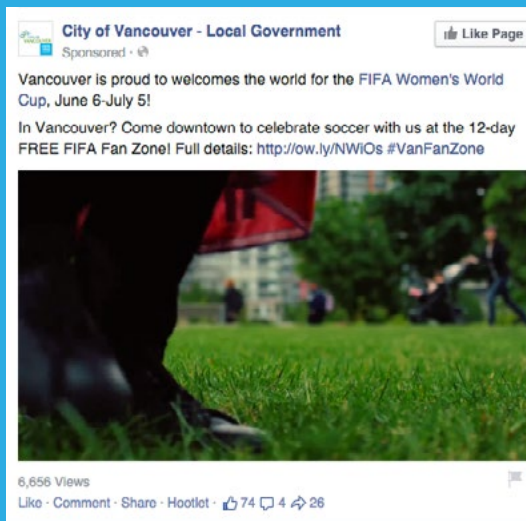 City of Vancouver - Local Government
Like Page
Sponsored ·
Vancouver is proud to welcomes the world for the FIFA Women's World
Cup, June 6-July 5!
In Vancouver? Come downtown to celebrate soccer with us at the 12-day
FREE FIFA Fan Zone! Full details: http://ow.ly/NWiOs #VanFanZone
6,656 Views
Like · Comment · Share · Hootlet · 74 4 26